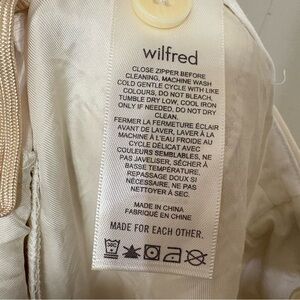 wilfred
CLOSE ZIPPER BEFORE
CLEANING, MACHINE WASH
COLD GENTLE CYCLE WITH LIKE
COLOURS, DO NOT BLEACH,
TUMBLE DRY LOW, COOL IRON
ONLY IF NEEDED, DO NOT DRY
CLEAN.
FERMER LA FERMETURE ÉCLAIR
AVANT DE LAVER, LAVER À LA
MACHINE À L'EAU FROIDE AU
CYCLE DÉLICAT AVEC
COULEURS SEMBLABLES, NE
PAS JAVELISER, SÉCHER À
BASSE TEMPÉRATURE,
REPASSAGE DOUX SI
NÉCESSAIRE, NE PAS
NETTOYER À SEC.
MADE IN CHINA
FABRIQUÉ EN CHINE
MADE FOR EACH OTHER.